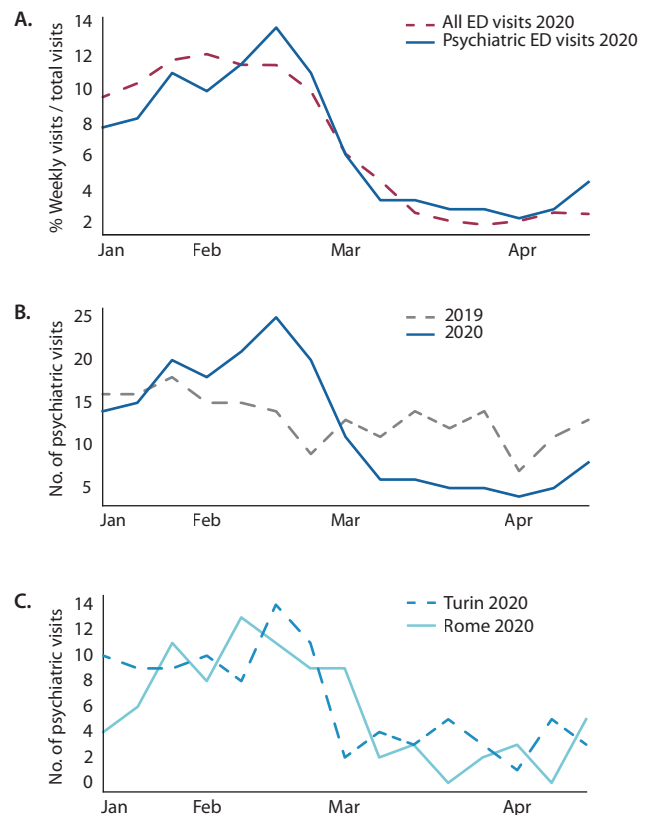 A.
% Weekly visits / total visits
14
12
10
8
6
4
2
All ED visits 2020
Psychiatric ED visits 2020
Jan Feb Mar Apr
B.
No. of psychiatric visits
25
20
15
10
5
2019
2020
Jan Feb Mar Apr
C.
No. of psychiatric visits
14
12
10
8
6
4
2
0
Turin 2020
Rome 2020
Jan Feb Mar Apr